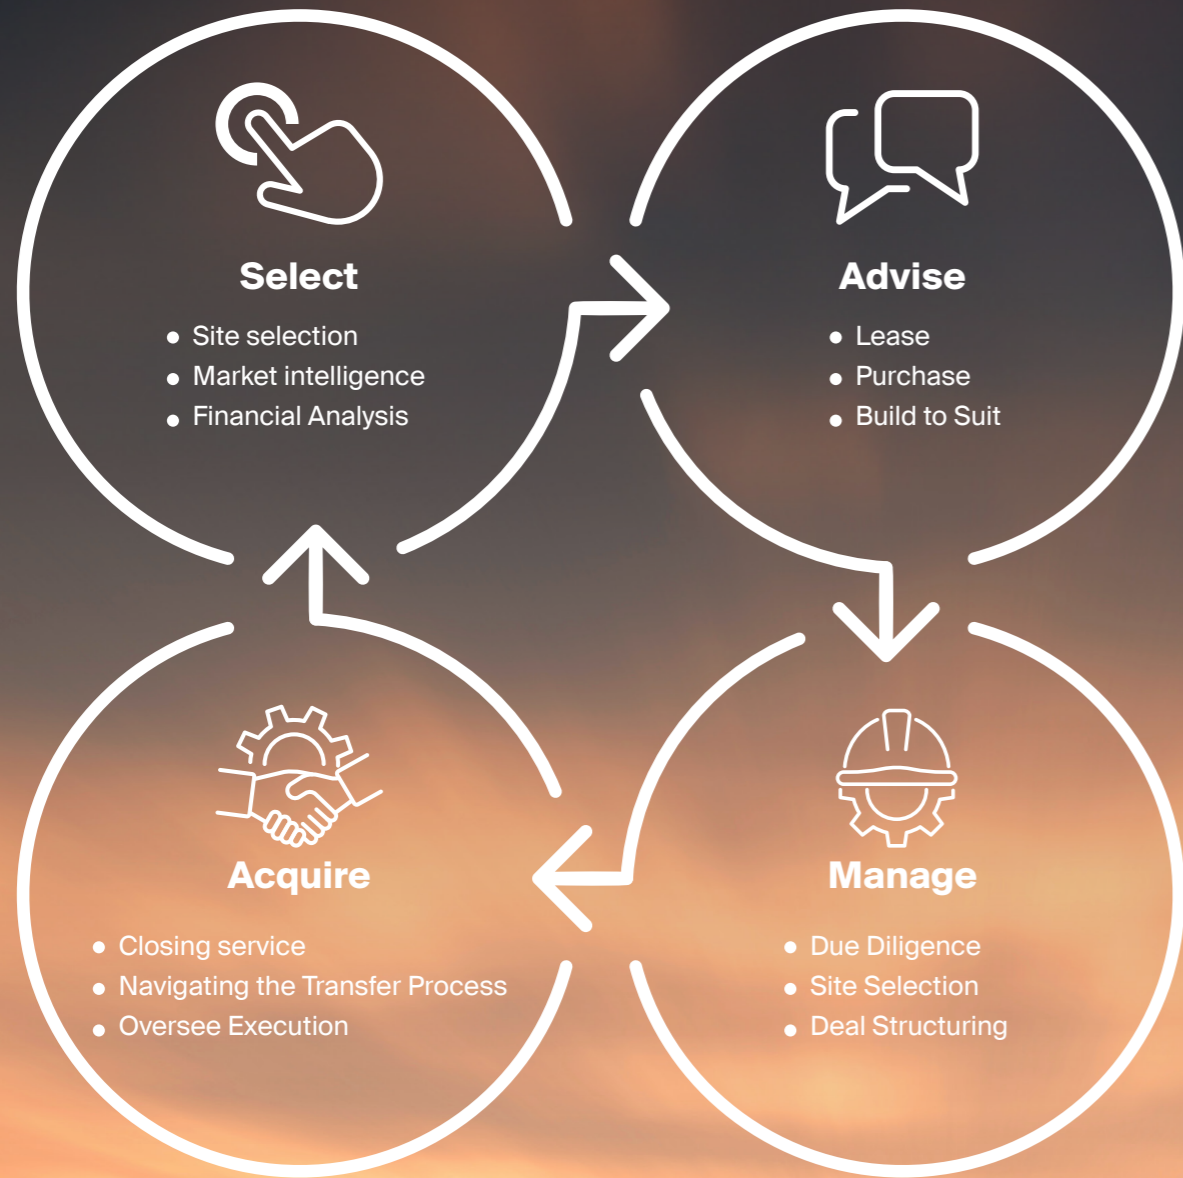 Select
Site selection
Market intelligence
Financial Analysis
Advise
Lease
Purchase
Build to Suit
Acquire
Closing service
Navigating the Transfer Process
Oversee Execution
Manage
Due Diligence
Site Selection
Deal Structuring